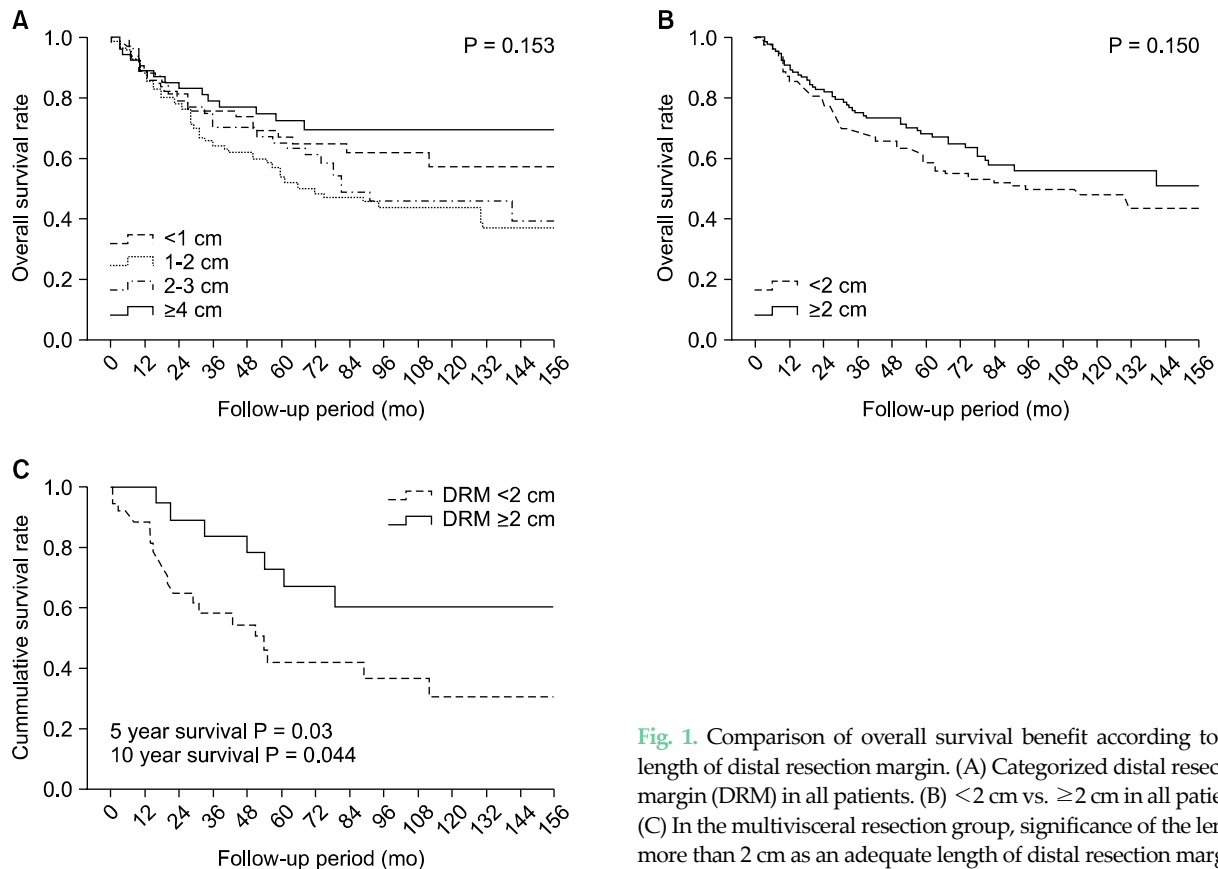 A
P = 0.153
Overall survival rate
1.0
0.8
0.6
0.4
0.2
0.0
<1 cm
1-2 cm
2-3 cm
≥4 cm
0 12 24 36 48 60 72 84 96 108 120 132 144 156
Follow-up period (mo)
B
P = 0.150
Overall survival rate
1.0
0.8
0.6
0.4
0.2
0.0
<2 cm
≥2 cm
0 12 24 36 48 60 72 84 96 108 120 132 144 156
Follow-up period (mo)
C
Cummulative survival rate
1.0
0.8
0.6
0.4
0.2
0.0
DRM <2 cm
DRM ≥2 cm
5 year survival P = 0.03
10 year survival P = 0.044
0 12 24 36 48 60 72 84 96 108 120 132 144 156
Follow-up period (mo)
Fig. 1. Comparison of overall survival benefit according to
length of distal resection margin. (A) Categorized distal resec
margin (DRM) in all patients. (B) <2 cm vs. ≥2 cm in all patie
(C) In the multivisceral resection group, significance of the len
more than 2 cm as an adequate length of distal resection marg